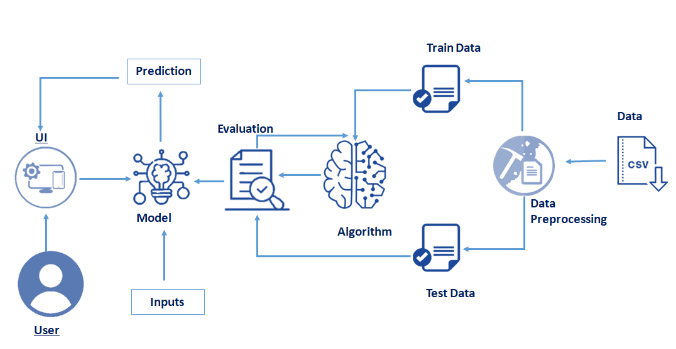 Train Data
Prediction
Data
Evaluation
UI
CSV
Model
Algorithm
Data
Preprocessing
Inputs
Test Data
User